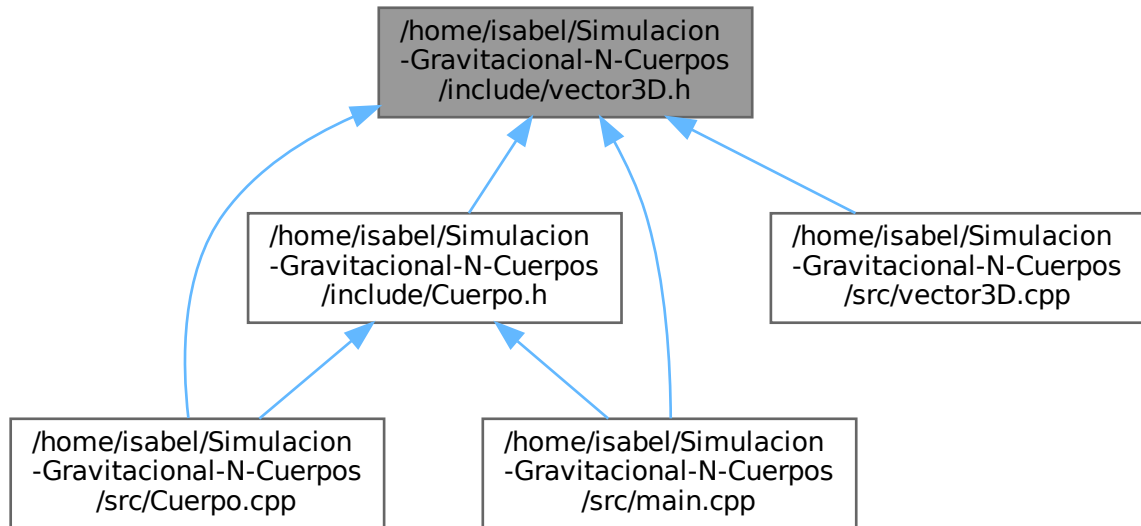 /home/isabel/Simulacion
-Gravitacional-N-Cuerpos
/include/vector3D.h
/home/isabel/Simulacion
-Gravitacional-N-Cuerpos
/include/Cuerpo.h
/home/isabel/Simulacion
-Gravitacional-N-Cuerpos
/src/vector3D.cpp
/home/isabel/Simulacion
-Gravitacional-N-Cuerpos
/src/Cuerpo.cpp
/home/isabel/Simulacion
-Gravitacional-N-Cuerpos
/src/main.cpp